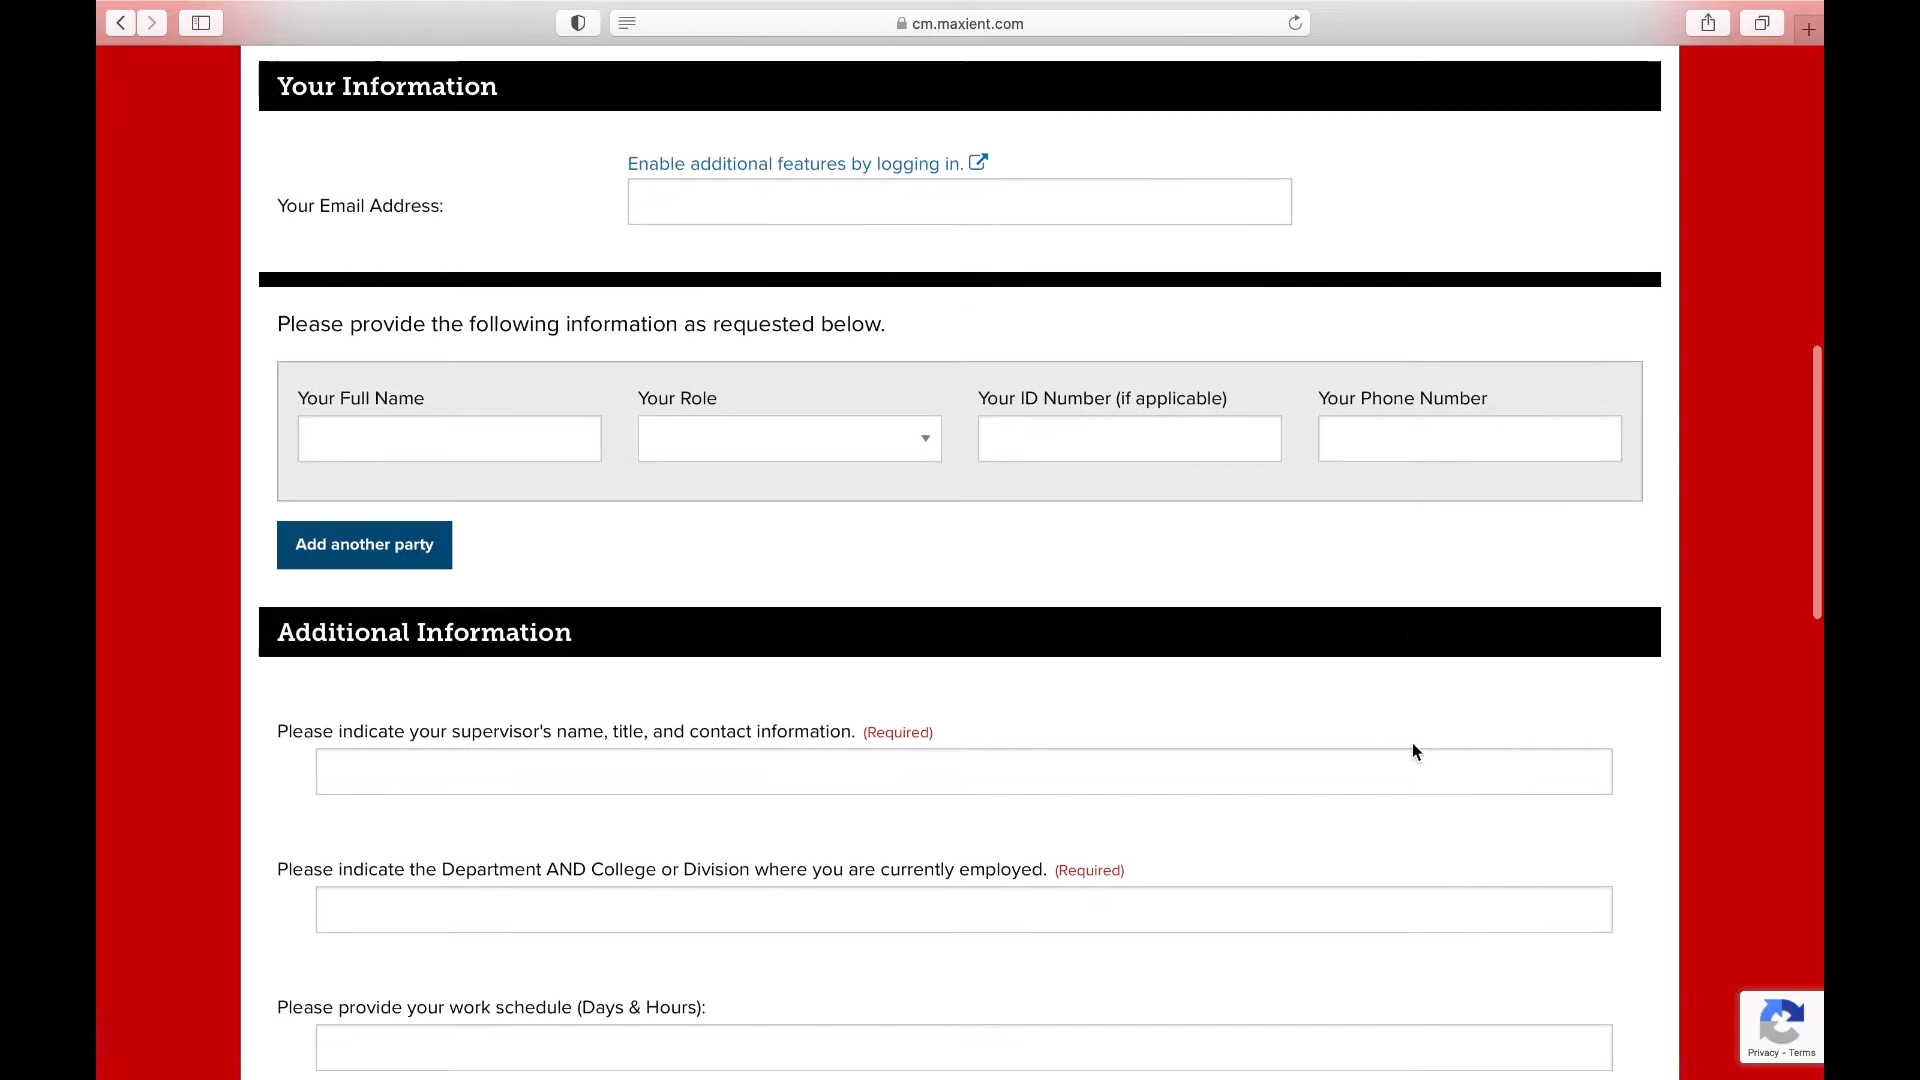 cm.maxient.com
Your Information
Enable additional features by logging in.
Your Email Address:
Please provide the following information as requested below.
Your Full Name
Your Role
Your ID Number (if applicable)
Your Phone Number
Add another party
Additional Information
Please indicate your supervisor's name, title, and contact information. (Required)
Please indicate the Department AND College or Division where you are currently employed. (Required)
Please provide your work schedule (Days & Hours):
Privacy - Terms